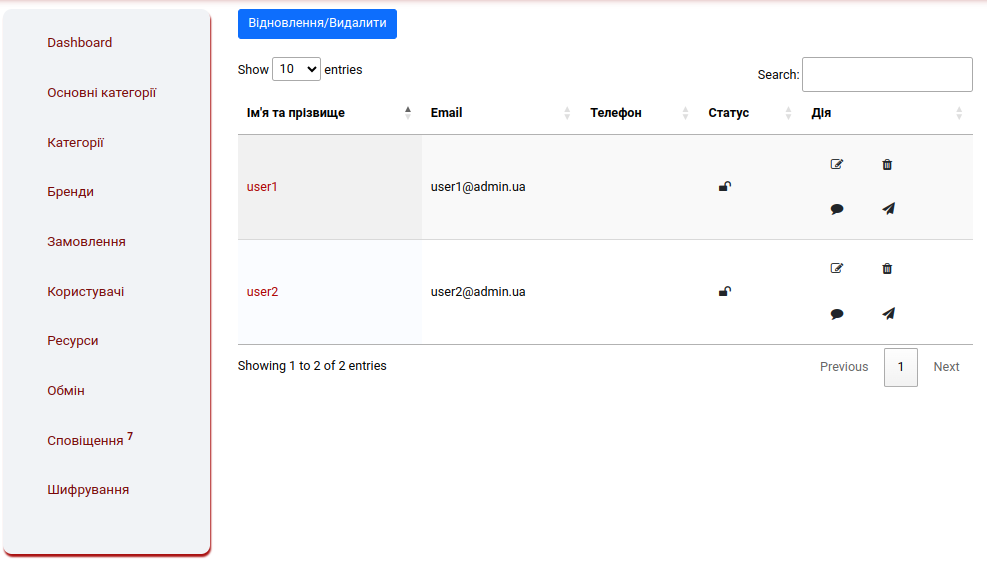 Dashboard
Основні категорії
Категорії
Бренди
Замовлення
Користувачі
Ресурси
Обмін
Сповіщення 7
Шифрування
Відновлення/Видалити
Show 10 entries
Search:
Ім'я та прізвище Email Телефон Статус Дія
user1 user1@admin.ua
user2 user2@admin.ua
Showing 1 to 2 of 2 entries
Previous 1 Next